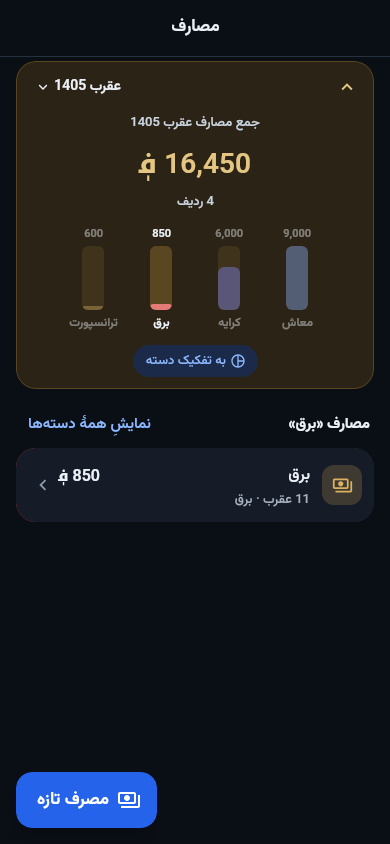 مصارف
عقرب 1405
جمع مصارف عقرب 1405
16,450 ؋
4 ردیف
9,000 6,000 850 600
معاش کرایه برق ترانسپورت
به تفکیک دسته
مصارف «برق» نمایشِ همهٔ دسته‌ها
برق 850 ؋
11 عقرب · برق
مصرف تازه